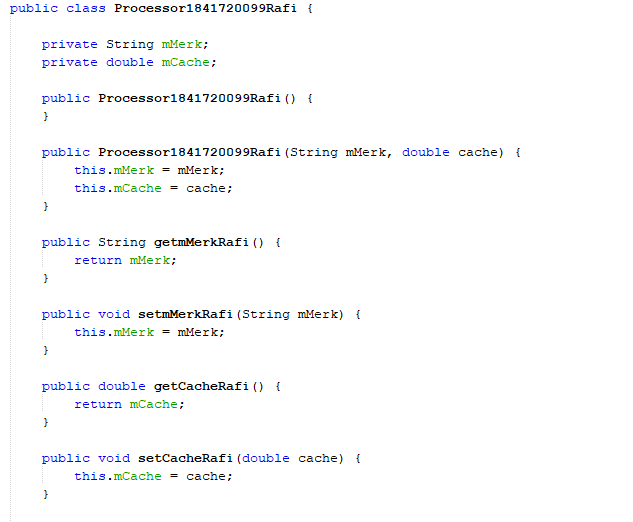 public class Processor1841720099Rafi {
private String mMerk;
private double mCache;
public Processor1841720099Rafi() {
}
public Processor1841720099Rafi(String mMerk, double cache) {
this.mMerk = mMerk;
this.mCache = cache;
}
public String getmMerkRafi() {
return mMerk;
}
public void setmMerkRafi(String mMerk) {
this.mMerk = mMerk;
}
public double getCacheRafi() {
return mCache;
}
public void setCacheRafi(double cache) {
this.mCache = cache;
}